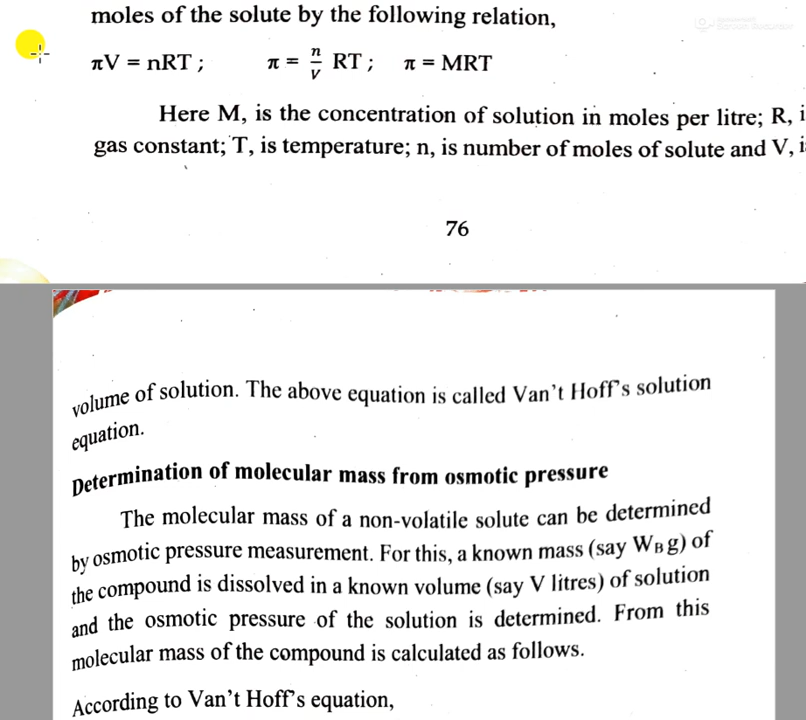 moles of the solute by the following relation,
πV = nRT ; π = n/V RT ; π = MRT
Here M, is the concentration of solution in moles per litre; R, i
gas constant; T, is temperature; n, is number of moles of solute and V, i
76
volume of solution. The above equation is called Van't Hoff's solution
equation.
Determination of molecular mass from osmotic pressure
The molecular mass of a non-volatile solute can be determined
by osmotic pressure measurement. For this, a known mass (say WB g) of
the compound is dissolved in a known volume (say V litres) of solution
and the osmotic pressure of the solution is determined. From this
molecular mass of the compound is calculated as follows.
According to Van't Hoff's equation,